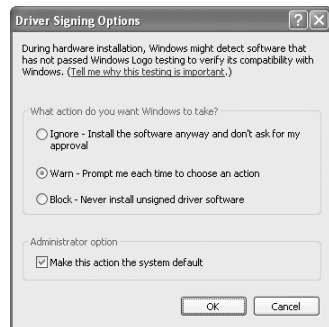 Driver Signing Options
During hardware installation, Windows might detect software that
has not passed Windows Logo testing to verify its compatibility with
Windows. (Tell me why this testing is important.)
What action do you want Windows to take?
Ignore - Install the software anyway and don't ask for my
approval
Warn - Prompt me each time to choose an action
Block - Never install unsigned driver software
Administrator option
Make this action the system default
OK Cancel